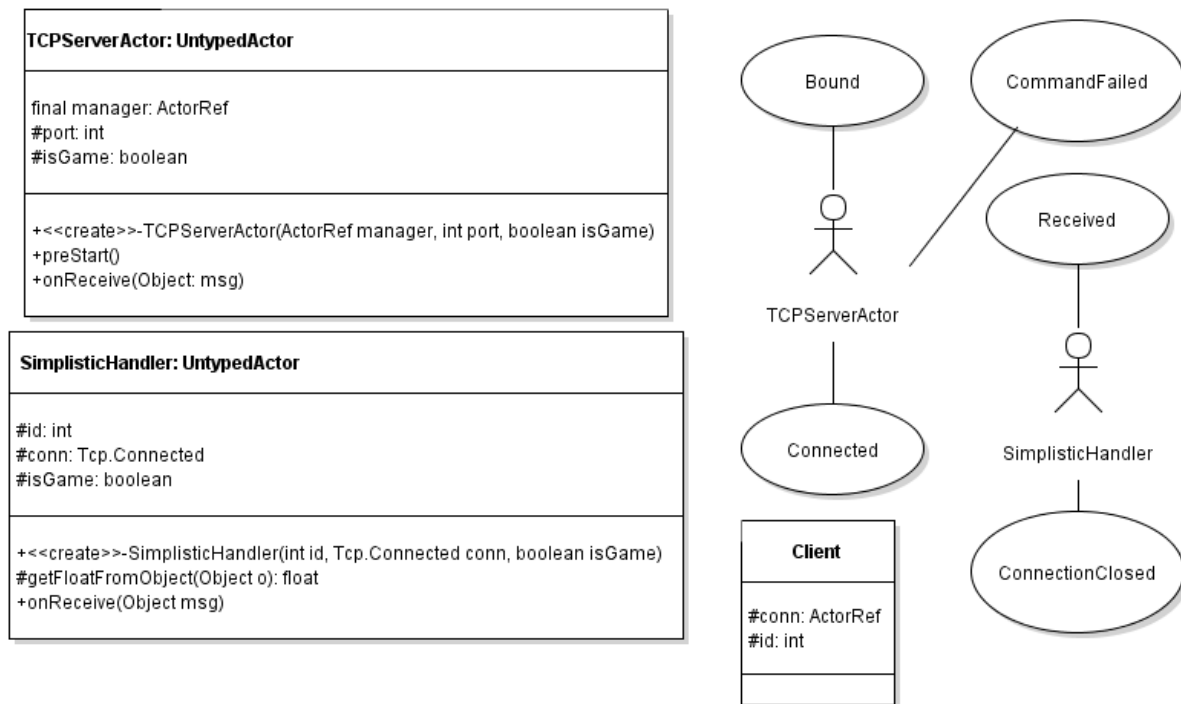 TCPServerActor: UntypedActor
final manager: ActorRef
#port: int
#isGame: boolean
+<<create>>-TCPServerActor(ActorRef manager, int port, boolean isGame)
+preStart()
+onReceive(Object: msg)
SimplisticHandler: UntypedActor
#id: int
#conn: Tcp.Connected
#isGame: boolean
+<<create>>-SimplisticHandler(int id, Tcp.Connected conn, boolean isGame)
#getFloatFromObject(Object o): float
+onReceive(Object msg)
Bound
CommandFailed
TCPServerActor
Received
Connected
SimplisticHandler
ConnectionClosed
Client
#conn: ActorRef
#id: int